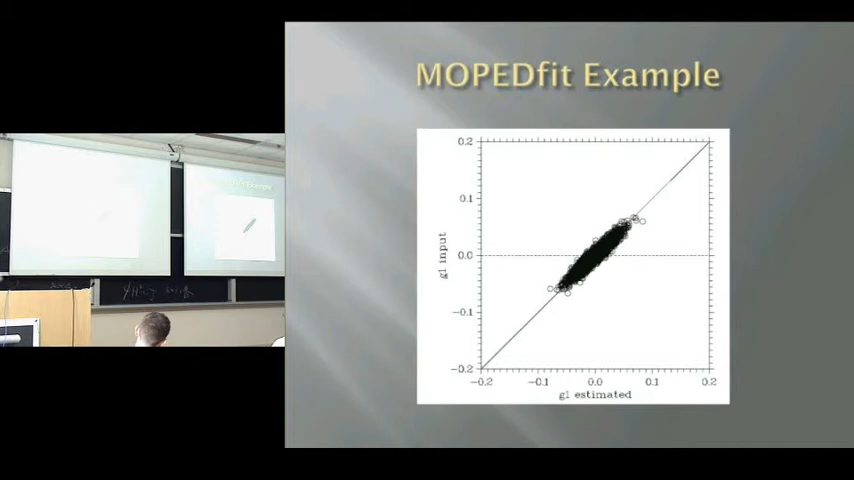 MOPEDfit Example
0.2
0.1
0.0
−0.1
−0.2
g1 input
−0.2 −0.1 0.0 0.1 0.2
g1 estimated
Example